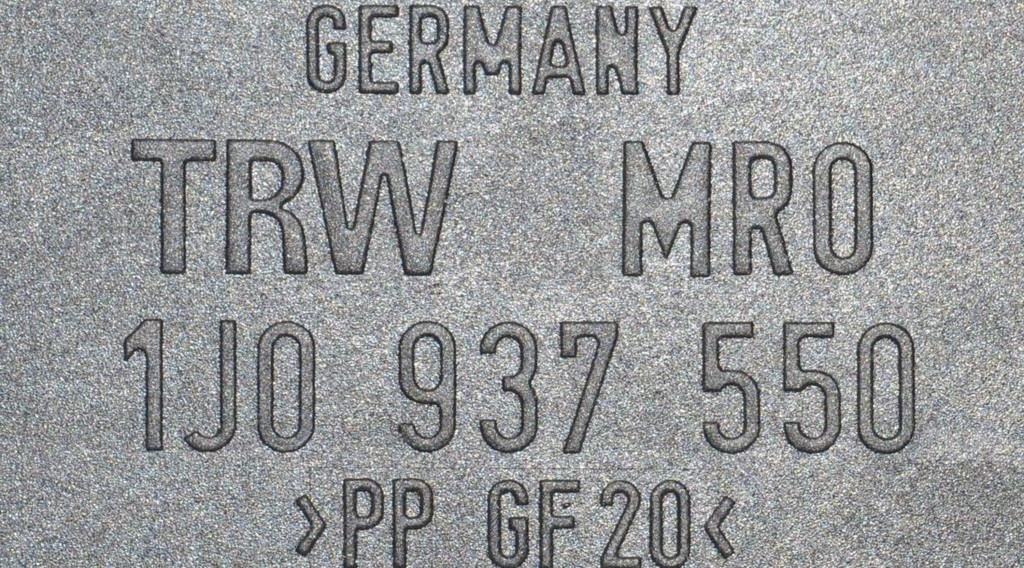 GERMANY
TRW MRO
1J0 937 550
>PP GF20<